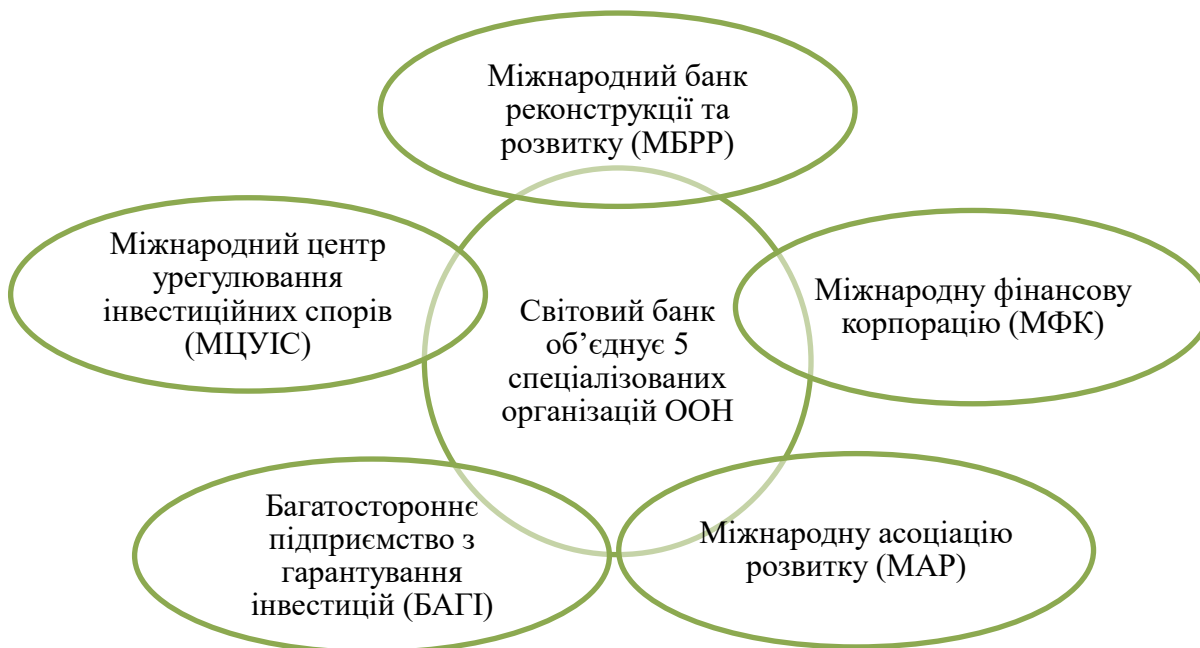 Міжнародний банк
реконструкції та
розвитку (МБРР)
Міжнародний центр
урегулювання
інвестиційних спорів
(МЦУІС)
Світовий банк
об’єднує 5
спеціалізованих
організацій ООН
Міжнародну фінансову
корпорацію (МФК)
Багатостороннє
підприємство з
гарантування
інвестицій (БАГІ)
Міжнародну асоціацію
розвитку (МАР)